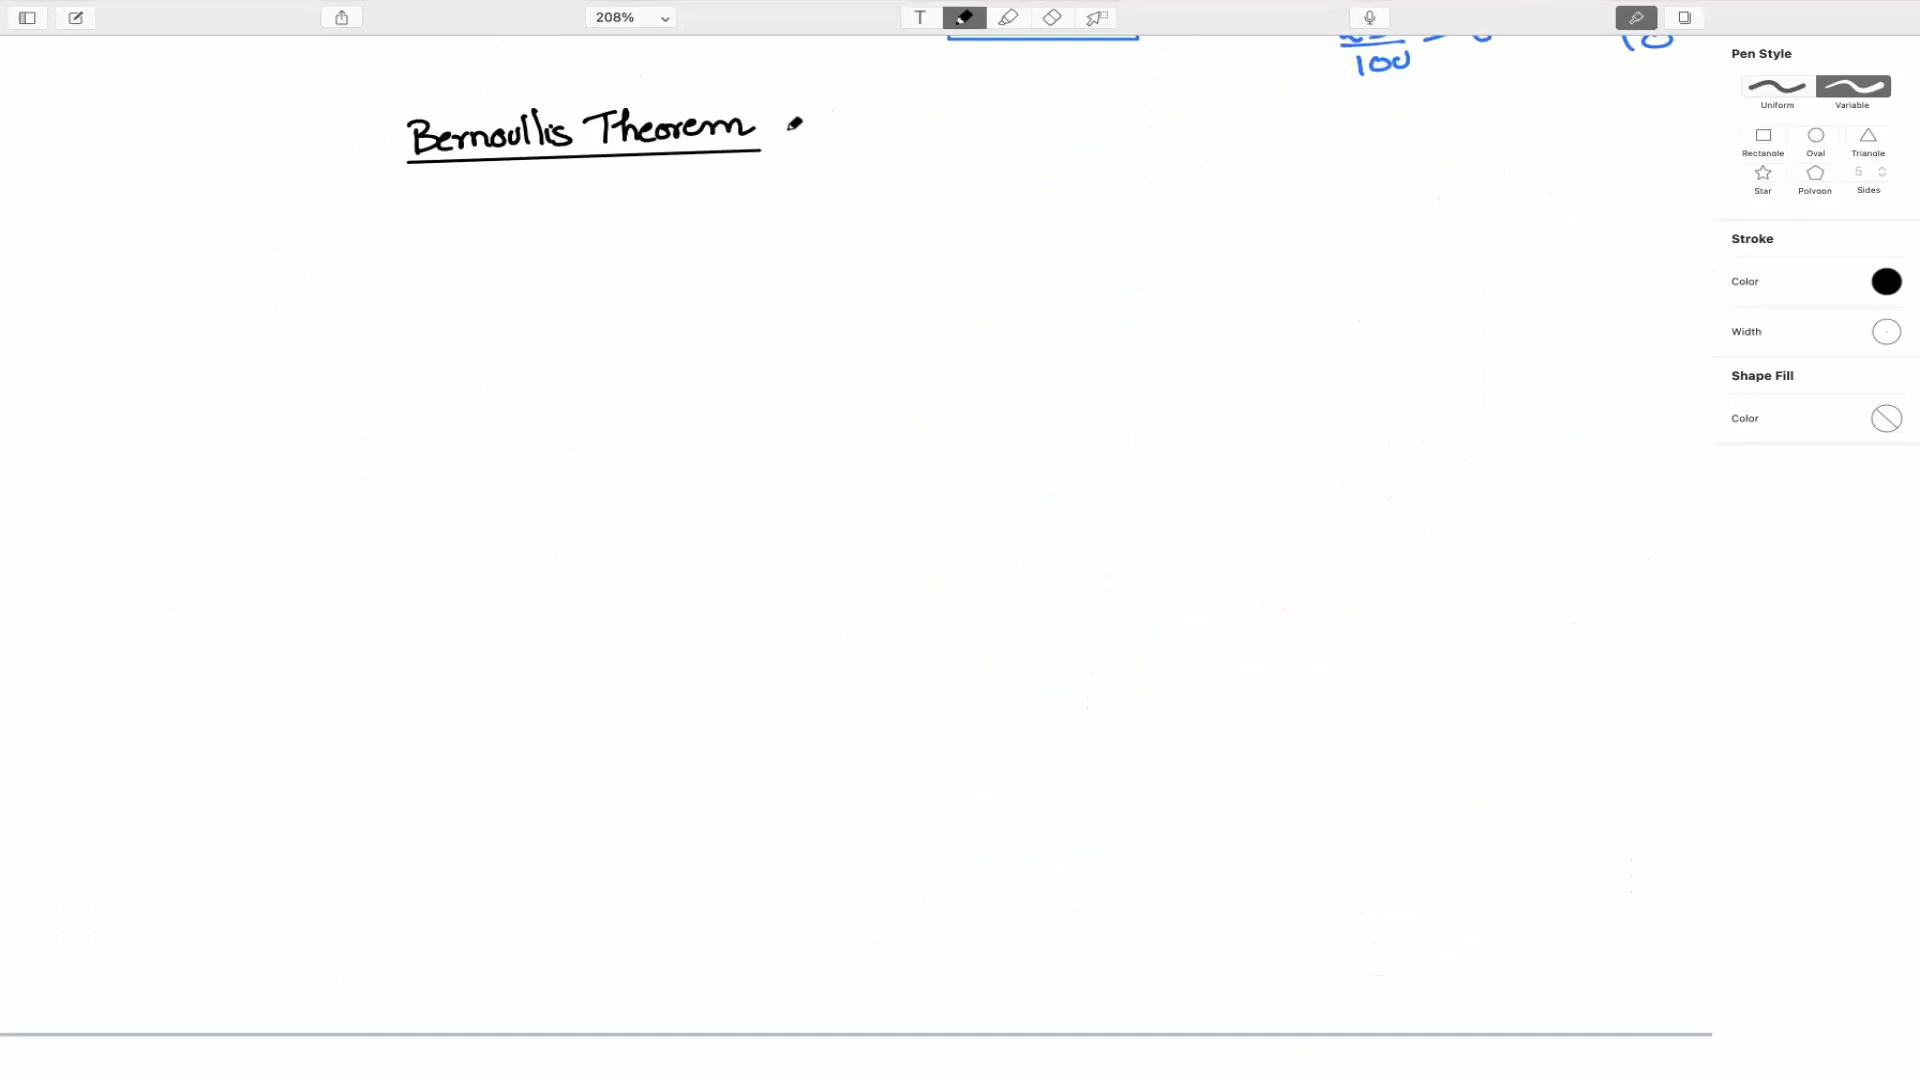 208%
T
100
18
Bernoullis Theorem
Pen Style
Uniform Variable
Rectangle Oval Triangle
5
Star Polygon Sides
Stroke
Color
Width
Shape Fill
Color